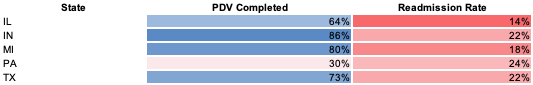 State PDV Completed Readmission Rate
IL 64% 14%
IN 86% 22%
MI 80% 18%
PA 30% 24%
TX 73% 22%